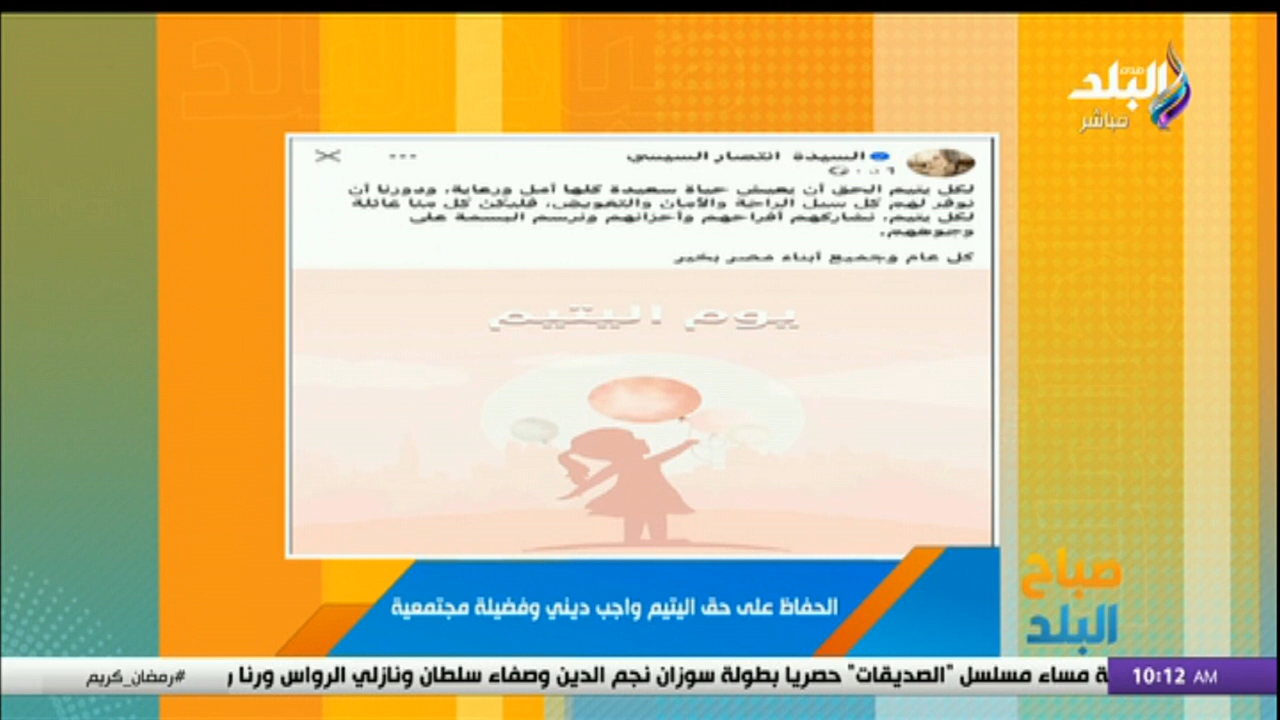 صدى
البلد
مباشر
السيدة انتصار السيسي
لكل يتيم الحق أن يعيش حياة سعيدة كلها أمل ورعاية، ودورنا أن
نوفر لهم كل سبل الراحة والأمان والتعويض، فليكن كل منا عائلة
لكل يتيم، نشاركهم أفراحهم وأحزانهم ونرسم البسمة على
وجوههم.
كل عام وجميع أبناء مصر بخير
يوم اليتيم
الحفاظ على حق اليتيم واجب ديني وفضيلة مجتمعية
صباح
البلد
10:12 AM
ة مساء مسلسل "الصديقات" حصريا بطولة سوزان نجم الدين وصفاء سلطان ونازلي الرواس ورنا ر
#رمضان_كريم